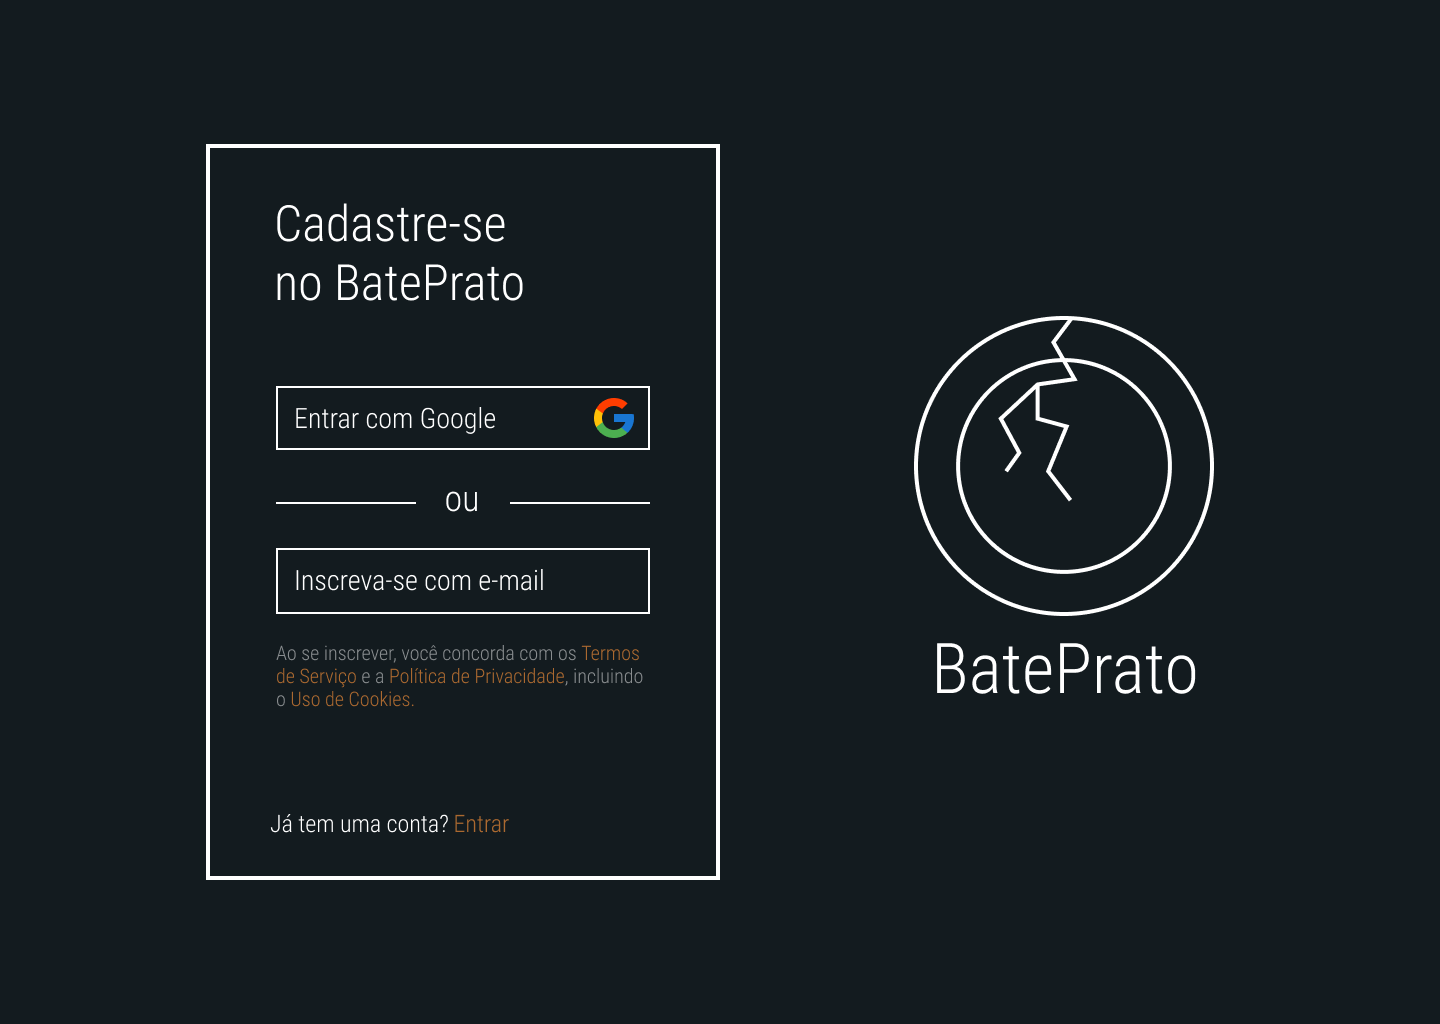 Cadastre-se
no BatePrato
Entrar com Google
ou
Inscreva-se com e-mail
Ao se inscrever, você concorda com os Termos
de Serviço e a Política de Privacidade, incluindo
o Uso de Cookies.
Já tem uma conta? Entrar
BatePrato